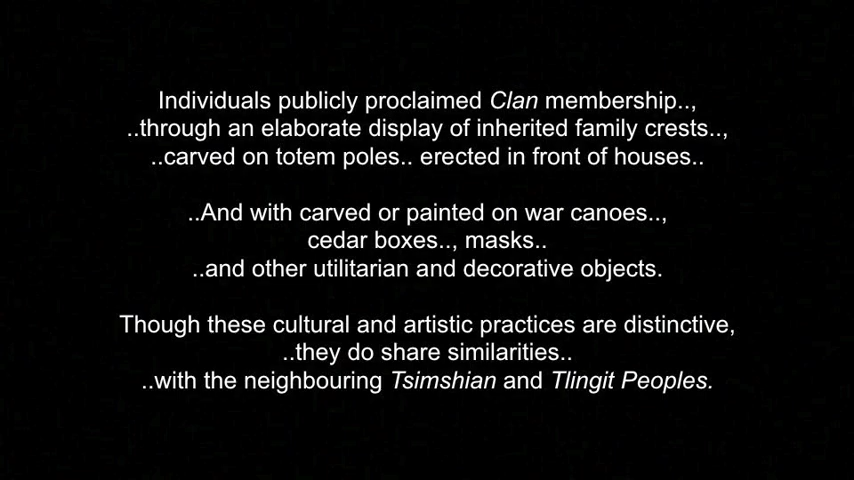 Individuals publicly proclaimed Clan membership..,
..through an elaborate display of inherited family crests..,
..carved on totem poles.. erected in front of houses..
..And with carved or painted on war canoes..,
cedar boxes.., masks..
..and other utilitarian and decorative objects.
Though these cultural and artistic practices are distinctive,
..they do share similarities..
..with the neighbouring Tsimshian and Tlingit Peoples.